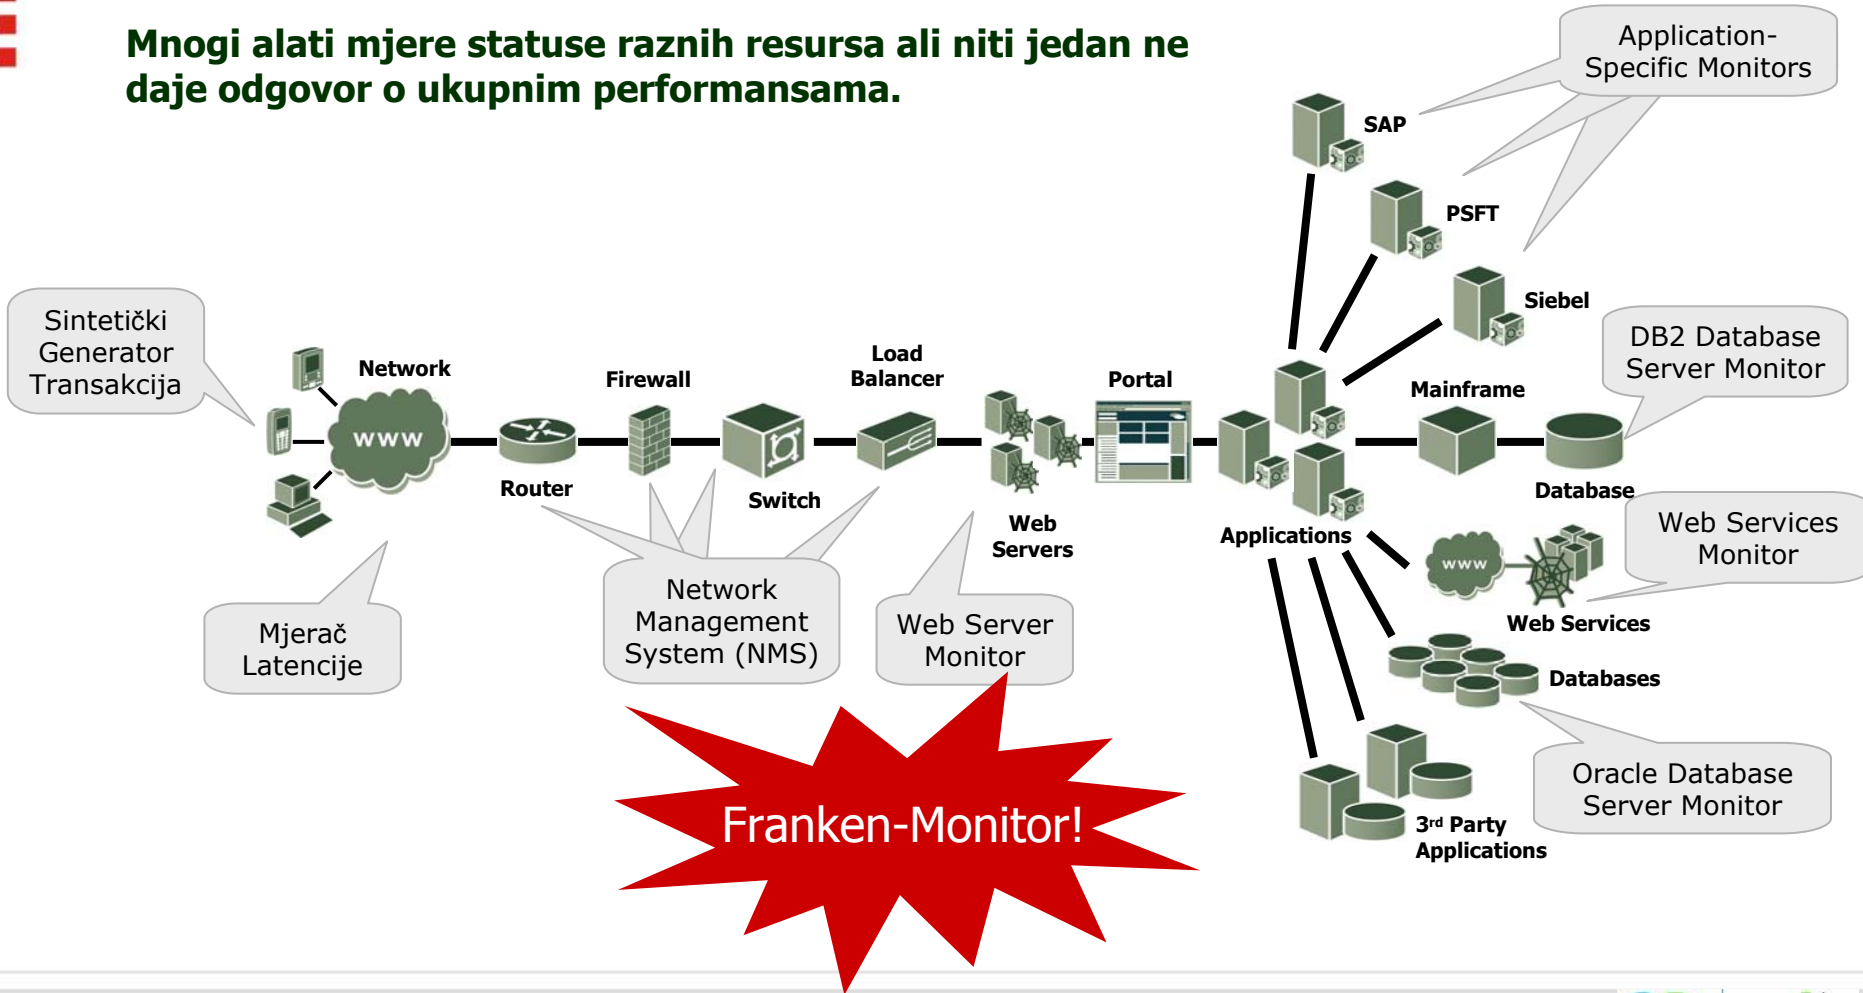 Mnogi alati mjere statuse raznih resursa ali niti jedan ne
daje odgovor o ukupnim performansama.
Application-
Specific Monitors
SAP
PSFT
Siebel
Sintetički
Generator
Transakcija
DB2 Database
Server Monitor
Network
Firewall
Load
Balancer
Portal
Mainframe
www
Router
Switch
Web
Servers
Applications
Database
Web Services
Monitor
www
Web Services
Mjerač
Latencije
Network
Management
System (NMS)
Web Server
Monitor
Databases
Oracle Database
Server Monitor
Franken-Monitor!
3rd Party
Applications